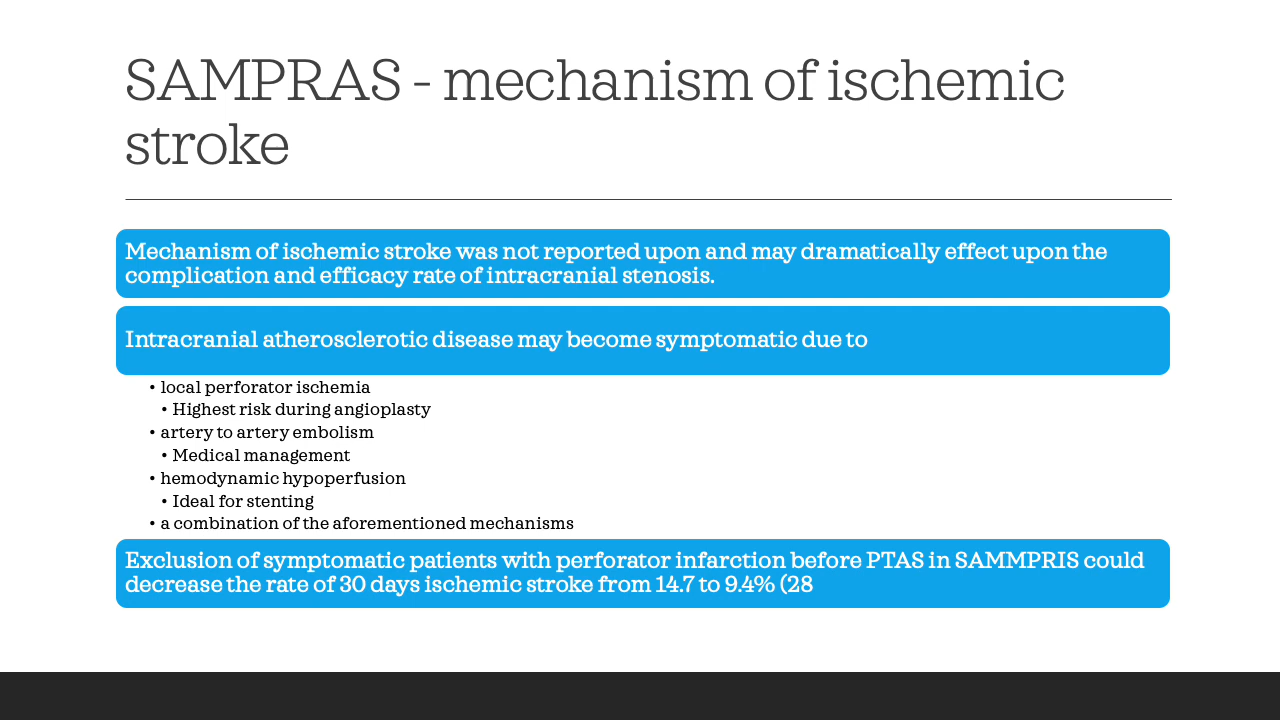 SAMPRAS - mechanism of ischemic
stroke
Mechanism of ischemic stroke was not reported upon and may dramatically effect upon the
complication and efficacy rate of intracranial stenosis.
Intracranial atherosclerotic disease may become symptomatic due to
• local perforator ischemia
• Highest risk during angioplasty
• artery to artery embolism
• Medical management
• hemodynamic hypoperfusion
• Ideal for stenting
• a combination of the aforementioned mechanisms
Exclusion of symptomatic patients with perforator infarction before PTAS in SAMMPRIS could
decrease the rate of 30 days ischemic stroke from 14.7 to 9.4% (28